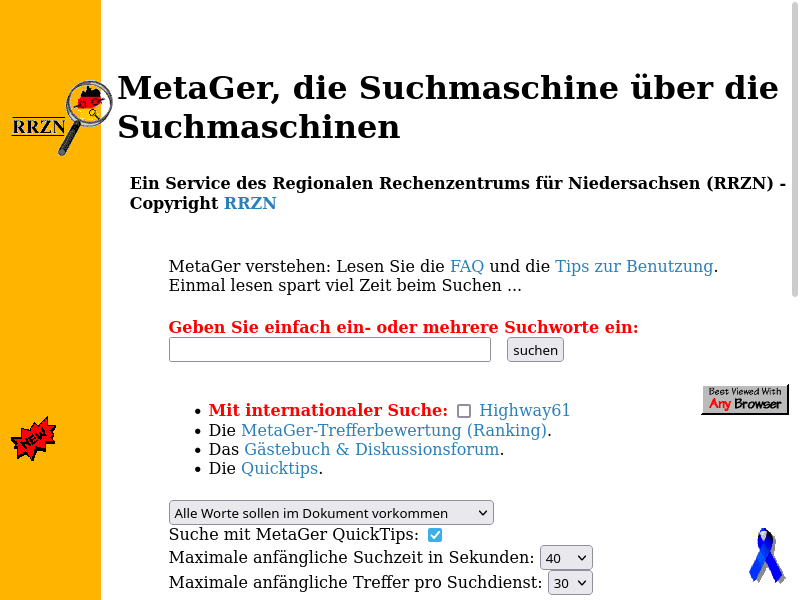 MetaGer, die Suchmaschine über die
Suchmaschinen
RRZN
Ein Service des Regionalen Rechenzentrums für Niedersachsen (RRZN) -
Copyright RRZN
MetaGer verstehen: Lesen Sie die FAQ und die Tips zur Benutzung.
Einmal lesen spart viel Zeit beim Suchen ...
Geben Sie einfach ein- oder mehrere Suchworte ein:
suchen
Best Viewed With
Any Browser
Mit internationaler Suche: Highway61
Die MetaGer-Trefferbewertung (Ranking).
Das Gästebuch & Diskussionsforum.
Die Quicktips.
NEW
Alle Worte sollen im Dokument vorkommen
Suche mit MetaGer QuickTips:
Maximale anfängliche Suchzeit in Sekunden: 40
Maximale anfängliche Treffer pro Suchdienst: 30